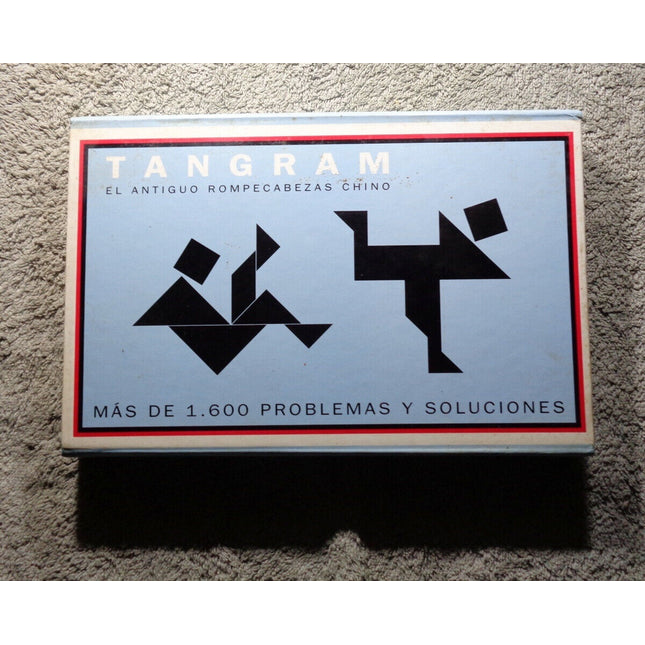 TANGRAM
EL ANTIGUO ROMPECABEZAS CHINO
MÁS DE 1.600 PROBLEMAS Y SOLUCIONES